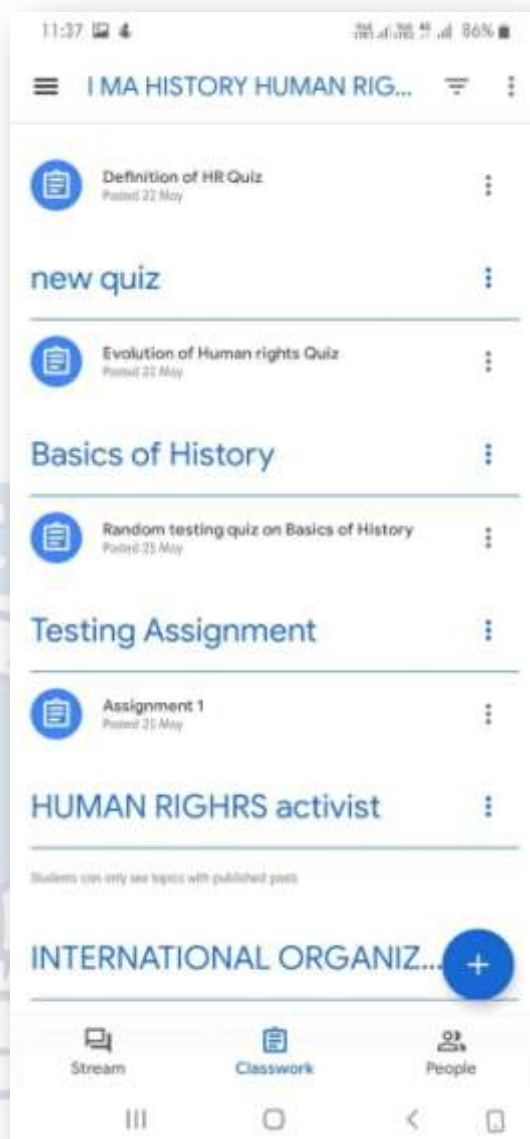 11:37 86%
I MA HISTORY HUMAN RIG...
Definition of HR Quiz
Posted 22 May
new quiz
Evolution of Human rights Quiz
Posted 22 May
Basics of History
Random testing quiz on Basics of History
Posted 25 May
Testing Assignment
Assignment 1
Posted 25 May
HUMAN RIGHRS activist
Students can only see topics with published posts
INTERNATIONAL ORGANIZ...
Stream Classwork People